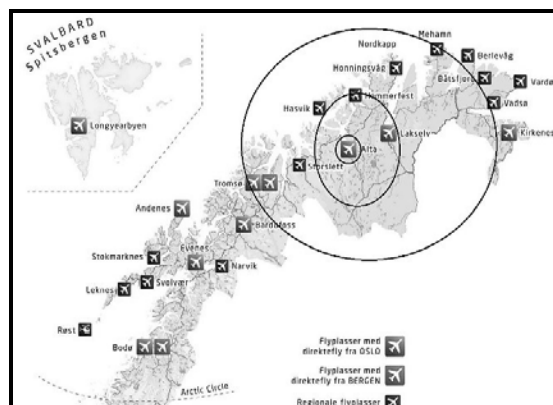 SVALBARD
Spitsbergen
Longyearbyen
Nordkapp
Mehamn
Berlevåg
Honningsvåg
Båtsfjord
Vardø
Hammerfest
Vadsø
Hasvik
Lakselv
Kirkenes
Alta
Storslett
Tromsø
Andenes
Bardufoss
Evenes
Stokmarknes
Narvik
Svolvær
Leknes
Røst
Bodø
Arctic Circle
Flyplasser med
direktefly fra OSLO
Flyplasser med
direktefly fra BERGEN
Regionale flyplasser